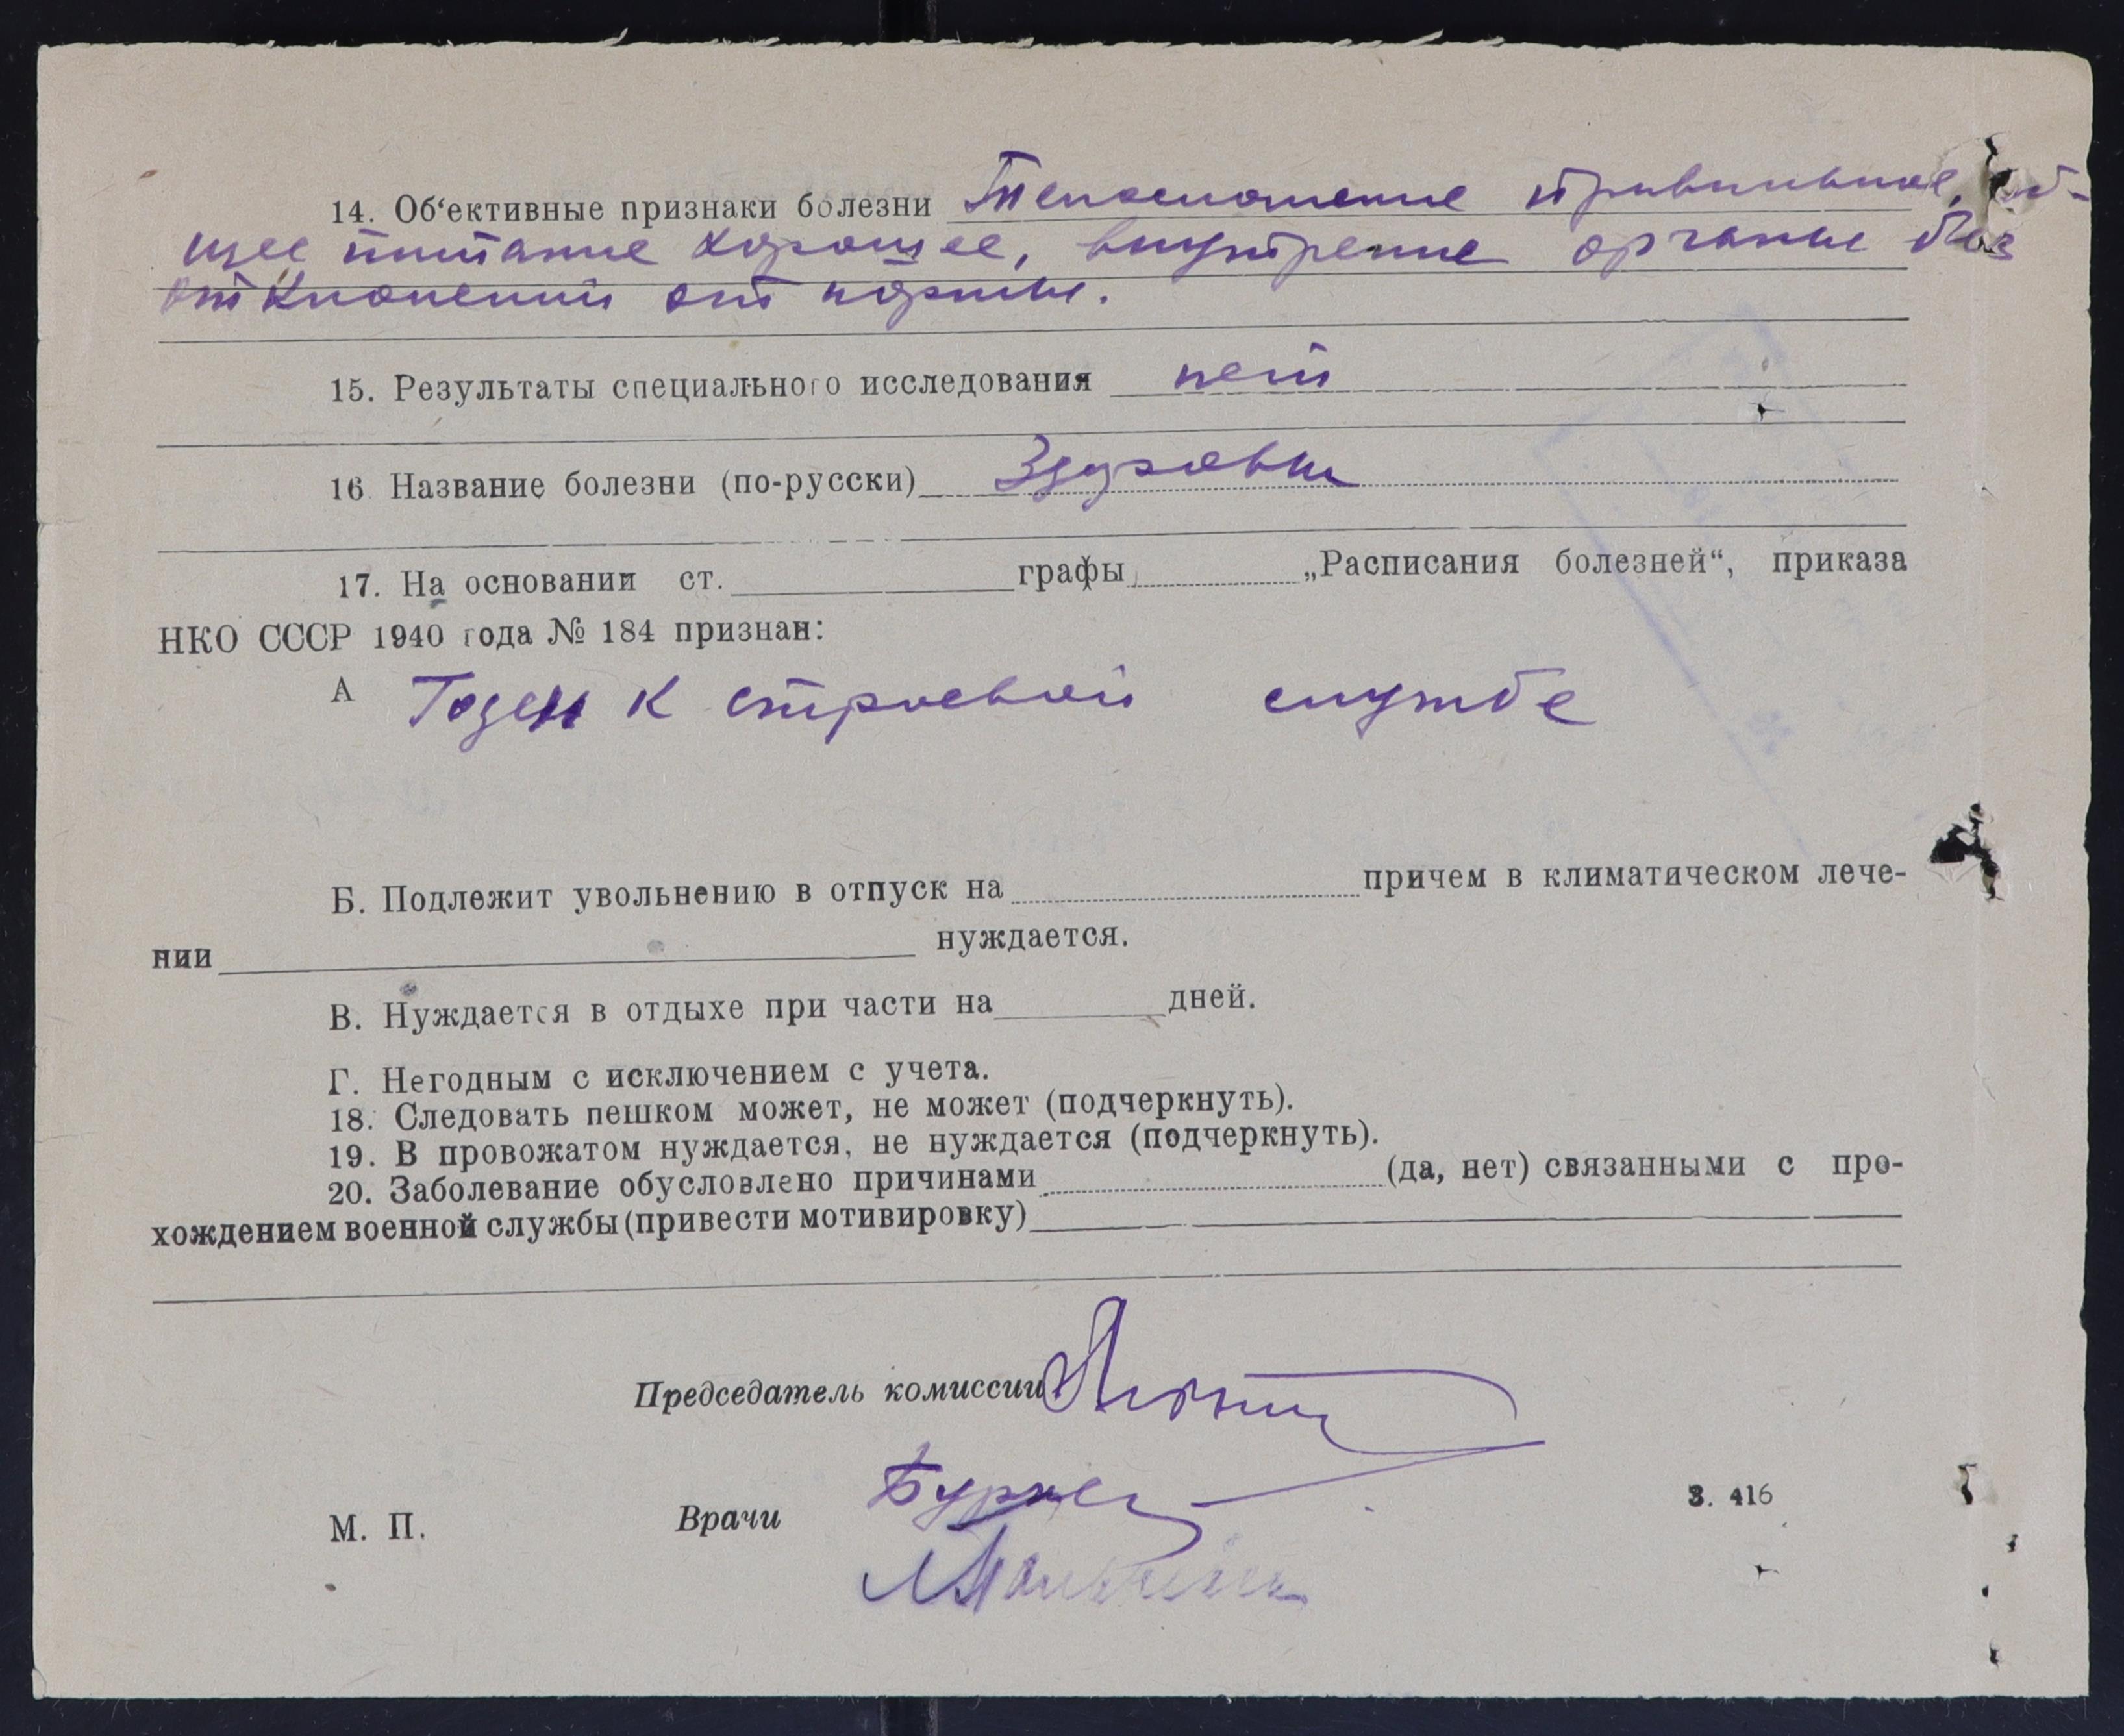 14. Об‘ективные признаки болезни Телосложение правильное, об-
щее питание хорошее, внутрение органы без
отклонений от нормы.
15. Результаты специального исследования нет
16 Название болезни (по-русски) Здоровы
17. На основании ст. графы „Расписания болезней“, приказа
НКО СССР 1940 года № 184 признан:
А Годен к строевой службе
Б. Подлежит увольнению в отпуск на причем в климатическом лече-
нии нуждается.
В. Нуждается в отдыхе при части на дней.
Г. Негодным с исключением с учета.
18. Следовать пешком может, не может (подчеркнуть).
19. В провожатом нуждается, не нуждается (подчеркнуть).
20. Заболевание обусловлено причинами (да, нет) связанными с про-
хождением военной службы (привести мотивировку)
Председатель комиссии
М. П. Врачи
З. 416